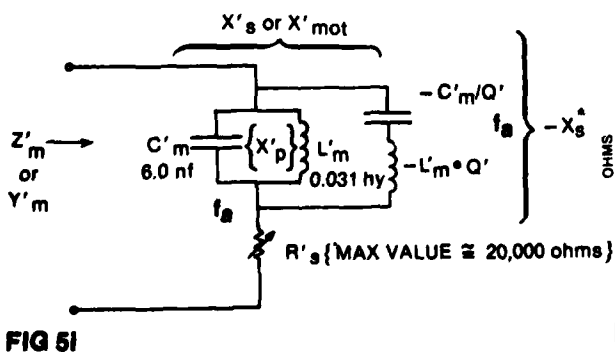 X's or X'mot
Z'm
or
Y'm
C'm
6.0 nf
{X'p}
L'm
0.031 hy
-C'm/Q'
-L'm•Q'
fa
-Xs*
OHMS
fa
R's{MAX VALUE ≅ 20,000 ohms}
FIG 5I